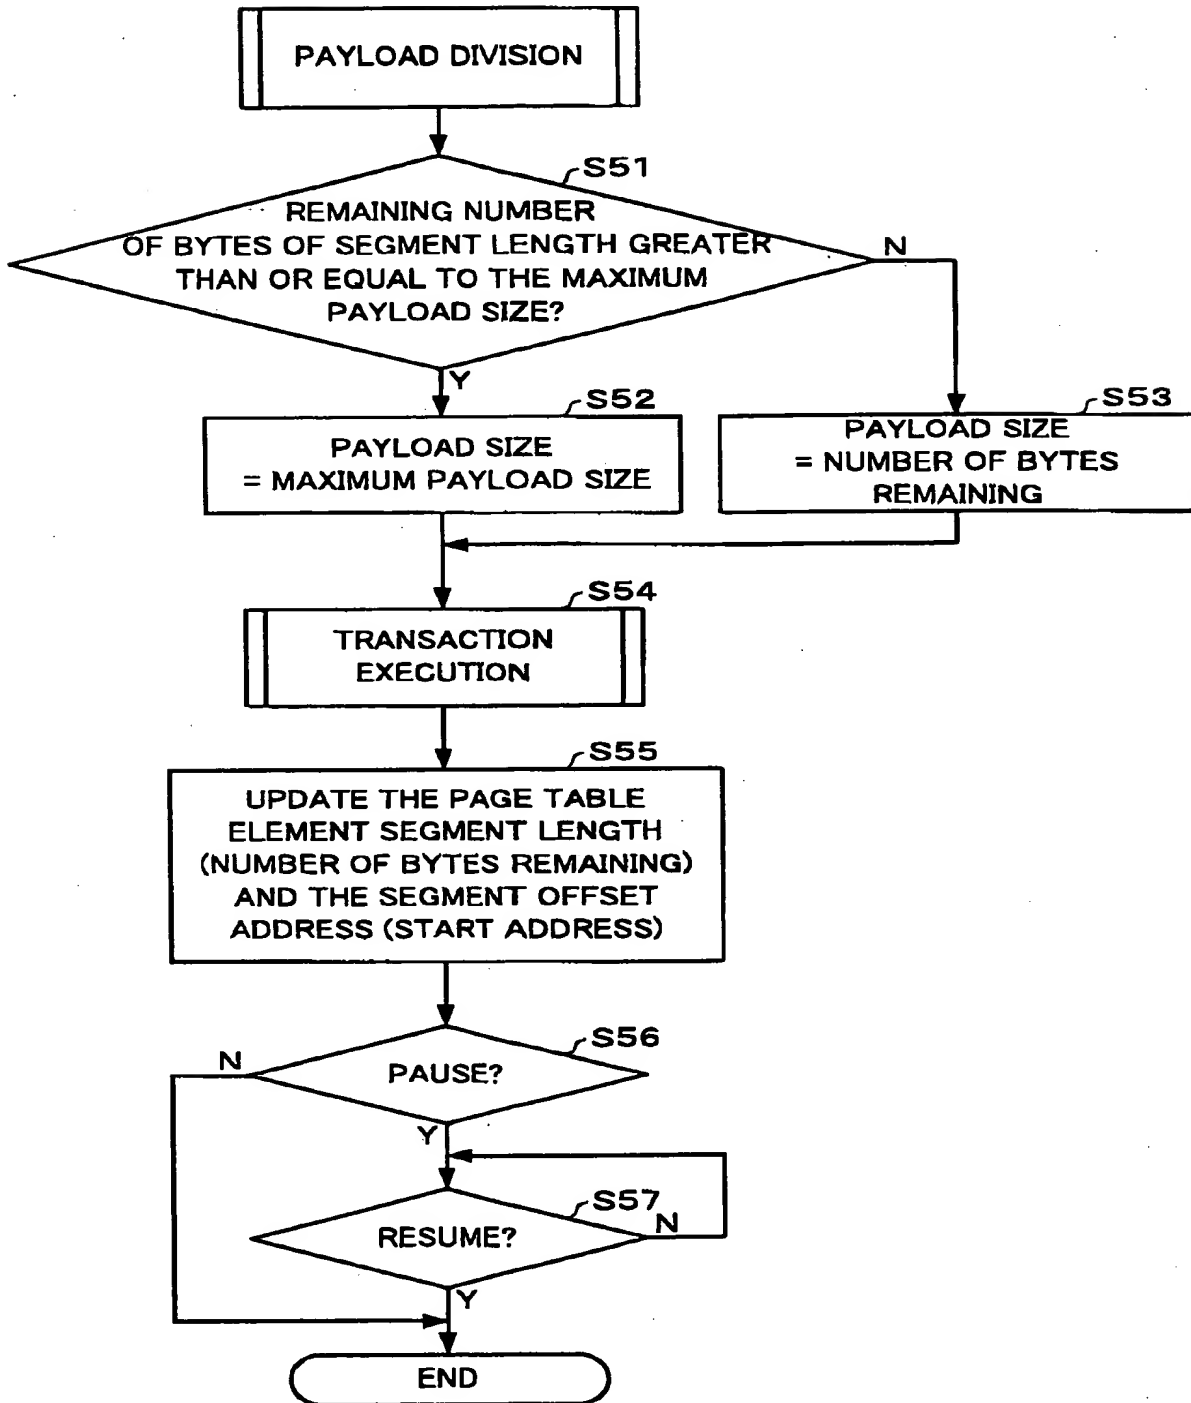 PAYLOAD DIVISION
S51
REMAINING NUMBER
OF BYTES OF SEGMENT LENGTH GREATER
THAN OR EQUAL TO THE MAXIMUM
PAYLOAD SIZE?
N
Y
S52
PAYLOAD SIZE
= MAXIMUM PAYLOAD SIZE
S53
PAYLOAD SIZE
= NUMBER OF BYTES
REMAINING
S54
TRANSACTION
EXECUTION
S55
UPDATE THE PAGE TABLE
ELEMENT SEGMENT LENGTH
(NUMBER OF BYTES REMAINING)
AND THE SEGMENT OFFSET
ADDRESS (START ADDRESS)
S56
N
PAUSE?
Y
S57
RESUME?
N
Y
END